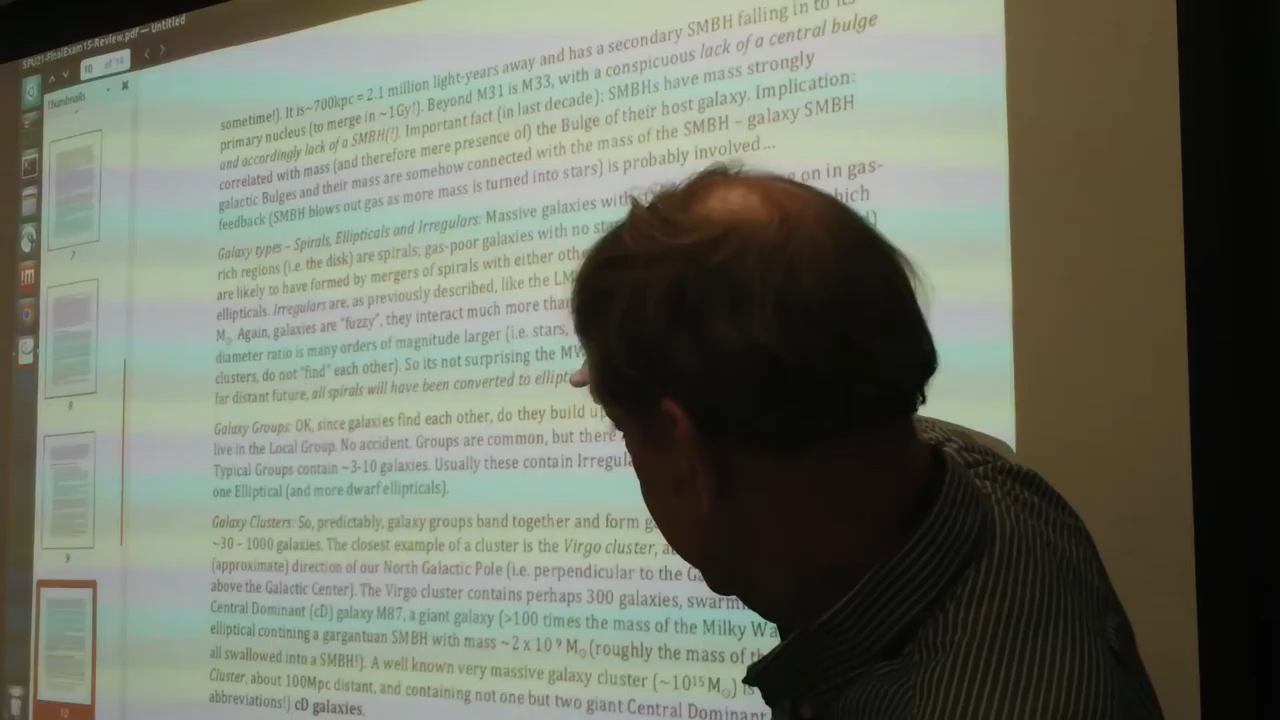 SPU21-FinalExam15-Review.pdf — Untitled
10 of 14
Thumbnails
7
8
9
10
sometime!). It is ~700kpc = 2.1 million light-years away and has a secondary SMBH falling in to its
primary nucleus (to merge in ~1Gy!). Beyond M31 is M33, with a conspicuous lack of a central bulge
and accordingly lack of a SMBH(!). Important fact (in last decade): SMBHs have mass strongly
correlated with mass (and therefore mere presence of) the Bulge of their host galaxy. Implication:
galactic Bulges and their mass are somehow connected with the mass of the SMBH – galaxy SMBH
feedback (SMBH blows out gas as more mass is turned into stars) is probably involved...
Galaxy types – Spirals, Ellipticals and Irregulars: Massive galaxies with on in gas-
rich regions (i.e. the disk) are spirals; gas-poor galaxies with no which
are likely to have formed by mergers of spirals with either
ellipticals. Irregulars are, as previously described, like the
M☉. Again, galaxies are "fuzzy", they interact much more
diameter ratio is many orders of magnitude larger (i.e. stars,
clusters, do not "find" each other). So its not surprising the
far distant future, all spirals will have been converted to
Galaxy Groups: OK, since galaxies find each other, do they build
live in the Local Group. No accident. Groups are common, but there
Typical Groups contain ~3-10 galaxies. Usually these contain
one Elliptical (and more dwarf ellipticals).
Galaxy Clusters: So, predictably, galaxy groups band together and form
~30 – 1000 galaxies. The closest example of a cluster is the Virgo cluster,
(approximate) direction of our North Galactic Pole (i.e. perpendicular to the
above the Galactic Center). The Virgo cluster contains perhaps 300 galaxies,
Central Dominant (cD) galaxy M87, a giant galaxy (>100 times the mass of the Milky
elliptical contining a gargantuan SMBH with mass ~2 x 10⁹ M☉ (roughly the mass of
all swallowed into a SMBH!). A well known very massive galaxy cluster (~10¹⁵ M☉) is
Cluster, about 100Mpc distant, and containing not one but two giant Central Dominant
abbreviations!) cD galaxies.